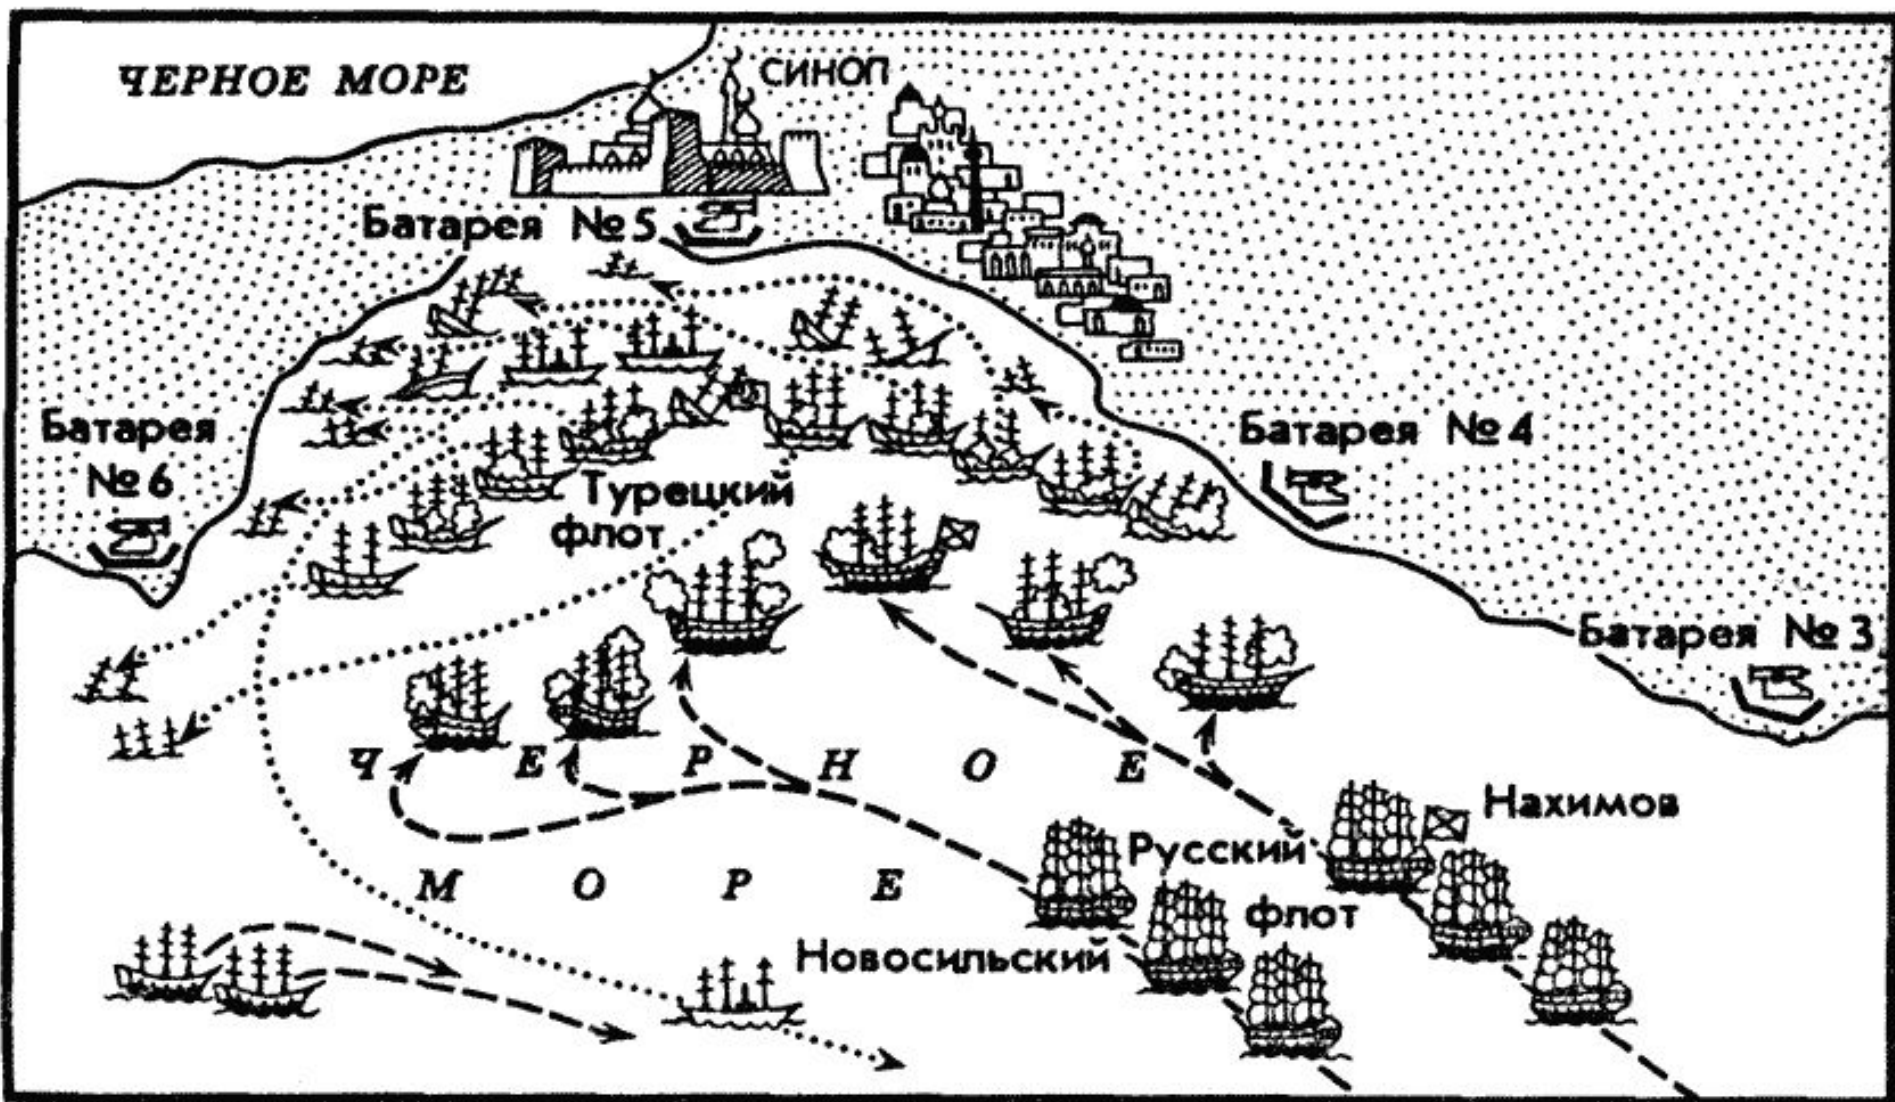 ЧЕРНОЕ МОРЕ
СИНОП
Батарея №5
Батарея
№6
Батарея №4
Турецкий
флот
Батарея №3
Ч Е Р Н О Е
Нахимов
Русский
флот
М О Р Е
Новосильский